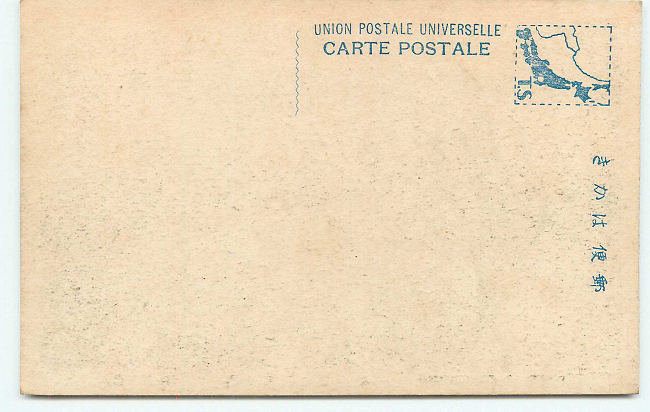 UNION POSTALE UNIVERSELLE
CARTE POSTALE
郵便はかき